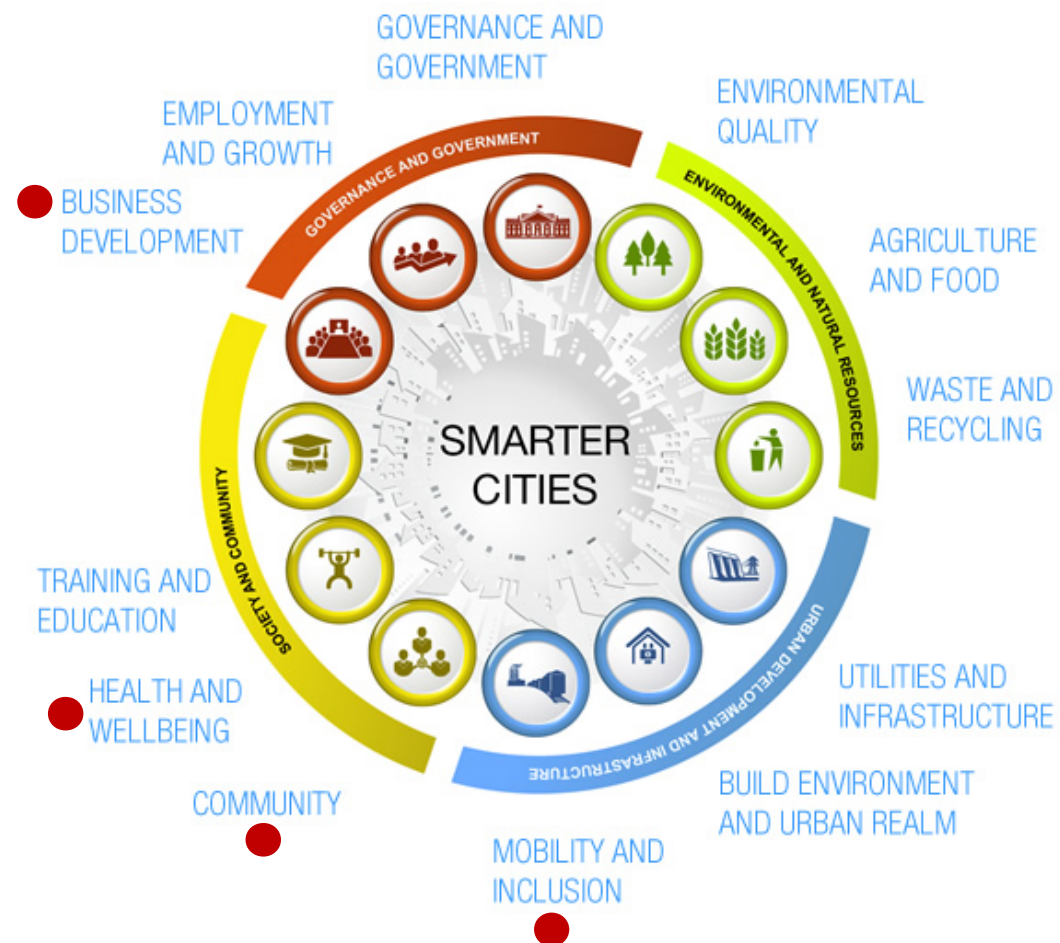 GOVERNANCE AND
GOVERNMENT
EMPLOYMENT
AND GROWTH
BUSINESS
DEVELOPMENT
ENVIRONMENTAL
QUALITY
AGRICULTURE
AND FOOD
WASTE AND
RECYCLING
GOVERNANCE AND GOVERNMENT
ENVIRONMENTAL AND NATURAL RESOURCES
SMARTER
CITIES
SOCIETY AND COMMUNITY
URBAN DEVELOPMENT AND INFRASTRUCTURE
TRAINING AND
EDUCATION
HEALTH AND
WELLBEING
COMMUNITY
MOBILITY AND
INCLUSION
BUILD ENVIRONMENT
AND URBAN REALM
UTILITIES AND
INFRASTRUCTURE